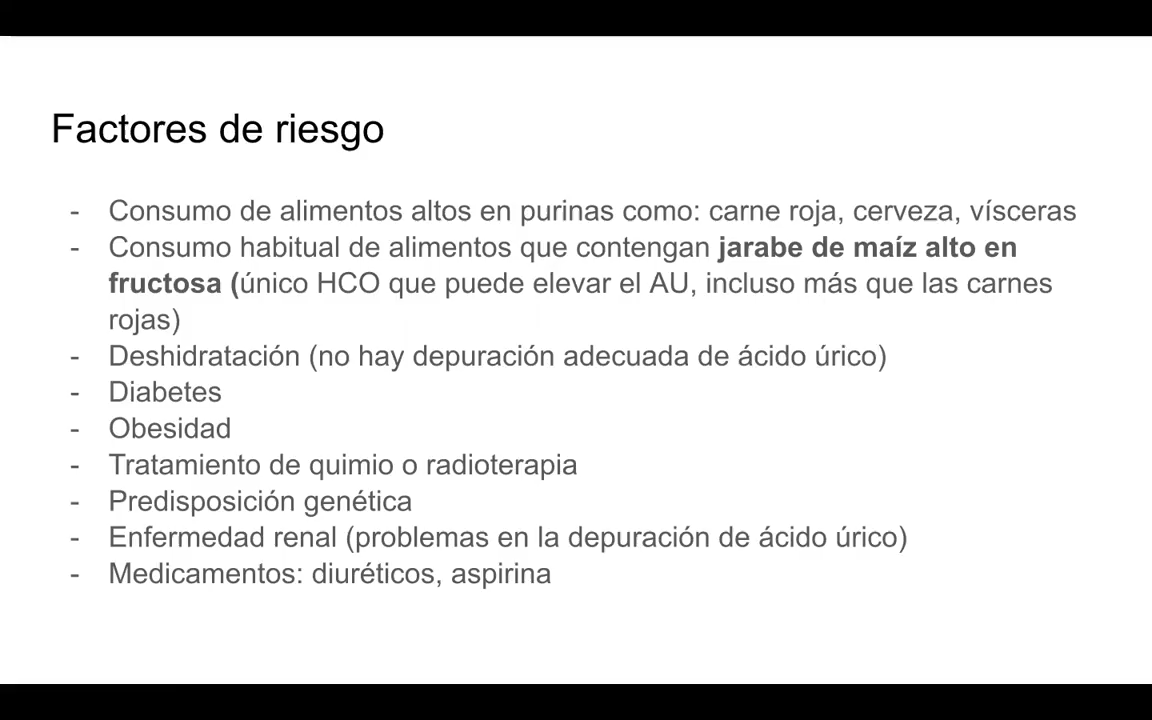 Factores de riesgo
- Consumo de alimentos altos en purinas como: carne roja, cerveza, vísceras
- Consumo habitual de alimentos que contengan jarabe de maíz alto en
fructosa (único HCO que puede elevar el AU, incluso más que las carnes
rojas)
- Deshidratación (no hay depuración adecuada de ácido úrico)
- Diabetes
- Obesidad
- Tratamiento de quimio o radioterapia
- Predisposición genética
- Enfermedad renal (problemas en la depuración de ácido úrico)
- Medicamentos: diuréticos, aspirina